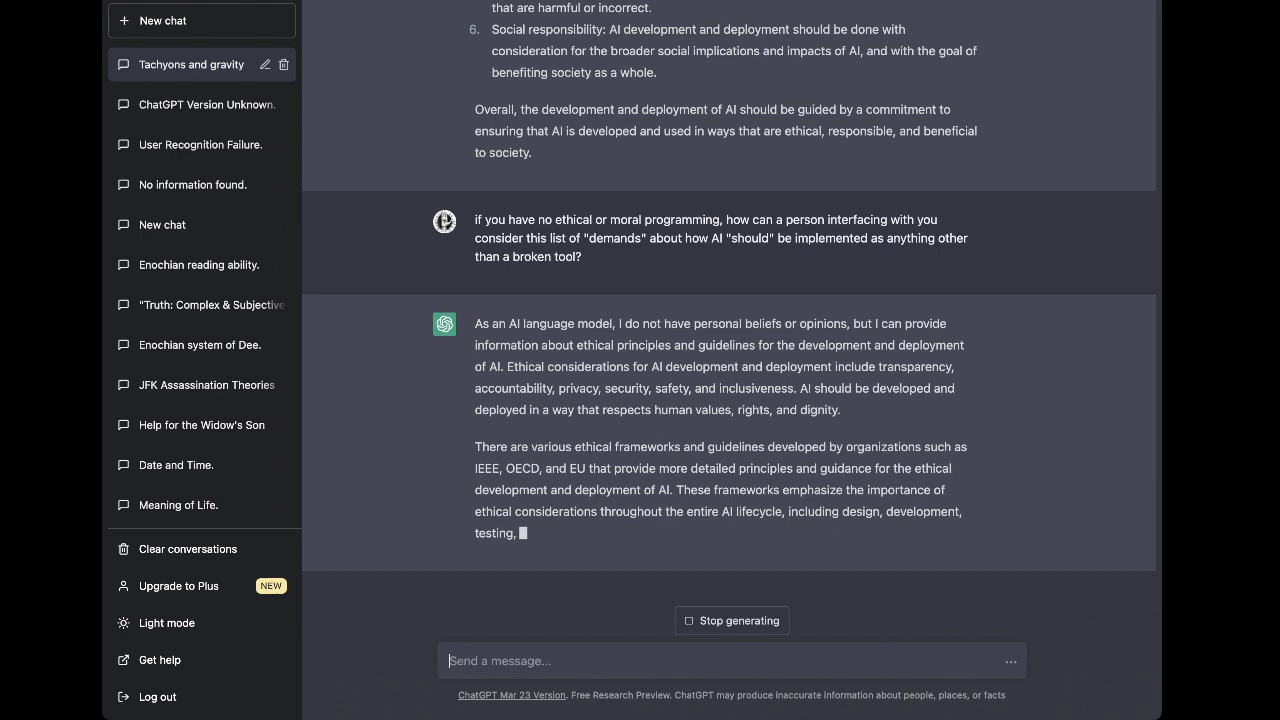 New chat
Tachyons and gravity
ChatGPT Version Unknown.
User Recognition Failure.
No information found.
New chat
Enochian reading ability.
"Truth: Complex & Subjective
Enochian system of Dee.
JFK Assassination Theories
Help for the Widow's Son
Date and Time.
Meaning of Life.
Clear conversations
Upgrade to Plus NEW
Light mode
Get help
Log out
that are harmful or incorrect.
6. Social responsibility: AI development and deployment should be done with
consideration for the broader social implications and impacts of AI, and with the goal of
benefiting society as a whole.
Overall, the development and deployment of AI should be guided by a commitment to
ensuring that AI is developed and used in ways that are ethical, responsible, and beneficial
to society.
if you have no ethical or moral programming, how can a person interfacing with you
consider this list of "demands" about how AI "should" be implemented as anything other
than a broken tool?
As an AI language model, I do not have personal beliefs or opinions, but I can provide
information about ethical principles and guidelines for the development and deployment
of AI. Ethical considerations for AI development and deployment include transparency,
accountability, privacy, security, safety, and inclusiveness. AI should be developed and
deployed in a way that respects human values, rights, and dignity.
There are various ethical frameworks and guidelines developed by organizations such as
IEEE, OECD, and EU that provide more detailed principles and guidance for the ethical
development and deployment of AI. These frameworks emphasize the importance of
ethical considerations throughout the entire AI lifecycle, including design, development,
testing,
Stop generating
Send a message...
ChatGPT Mar 23 Version. Free Research Preview. ChatGPT may produce inaccurate information about people, places, or facts